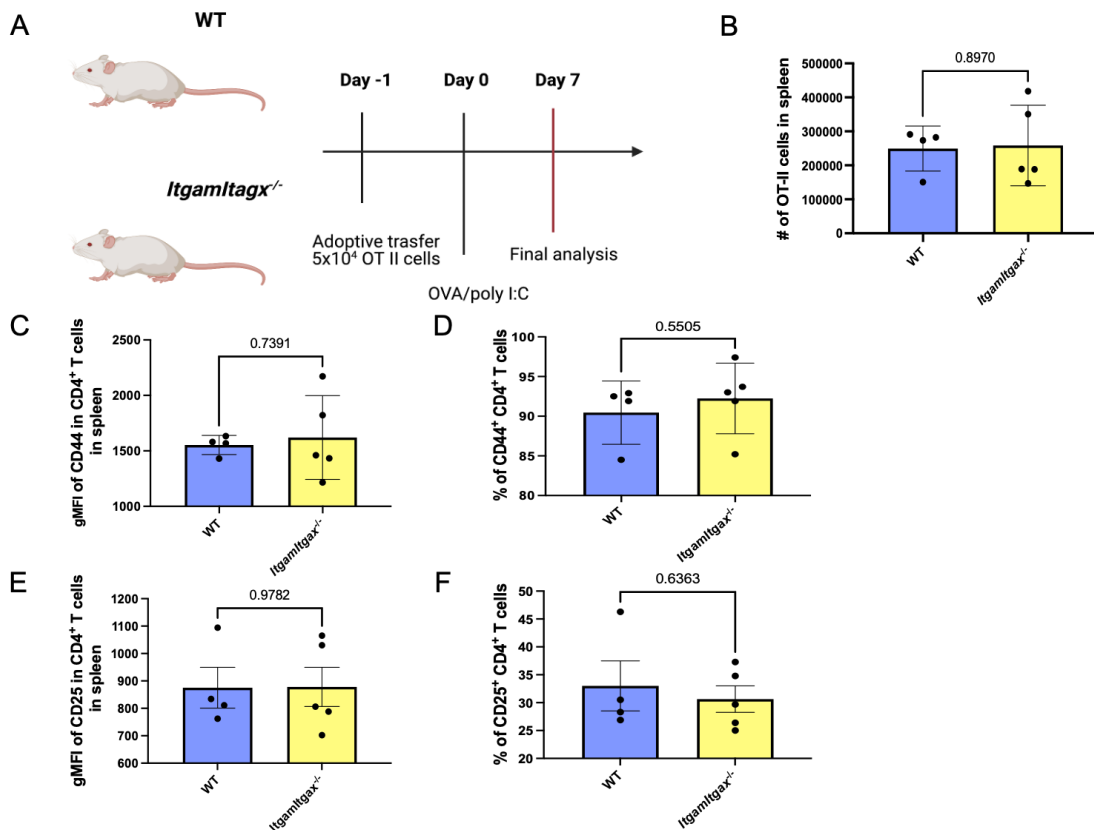 A
WT
Day -1
Day 0
Day 7
ItgamItagx-/-
Adoptive trasfer
5x10⁴ OT II cells
Final analysis
OVA/poly I:C
B
# of OT-II cells in spleen
0.8970
500000
400000
300000
200000
100000
0
WT
ItgamItgax-/-
C
gMFI of CD44 in CD4⁺ T cells
in spleen
0.7391
2500
2000
1500
1000
WT
ItgamItgax-/-
D
% of CD44⁺ CD4⁺ T cells
0.5505
100
95
90
85
80
WT
ItgamItgax-/-
E
gMFI of CD25 in CD4⁺ T cells
in spleen
0.9782
1200
1100
1000
900
800
700
600
WT
ItgamItgax-/-
F
% of CD25⁺ CD4⁺ T cells
0.6363
50
45
40
35
30
25
20
WT
ItgamItgax-/-